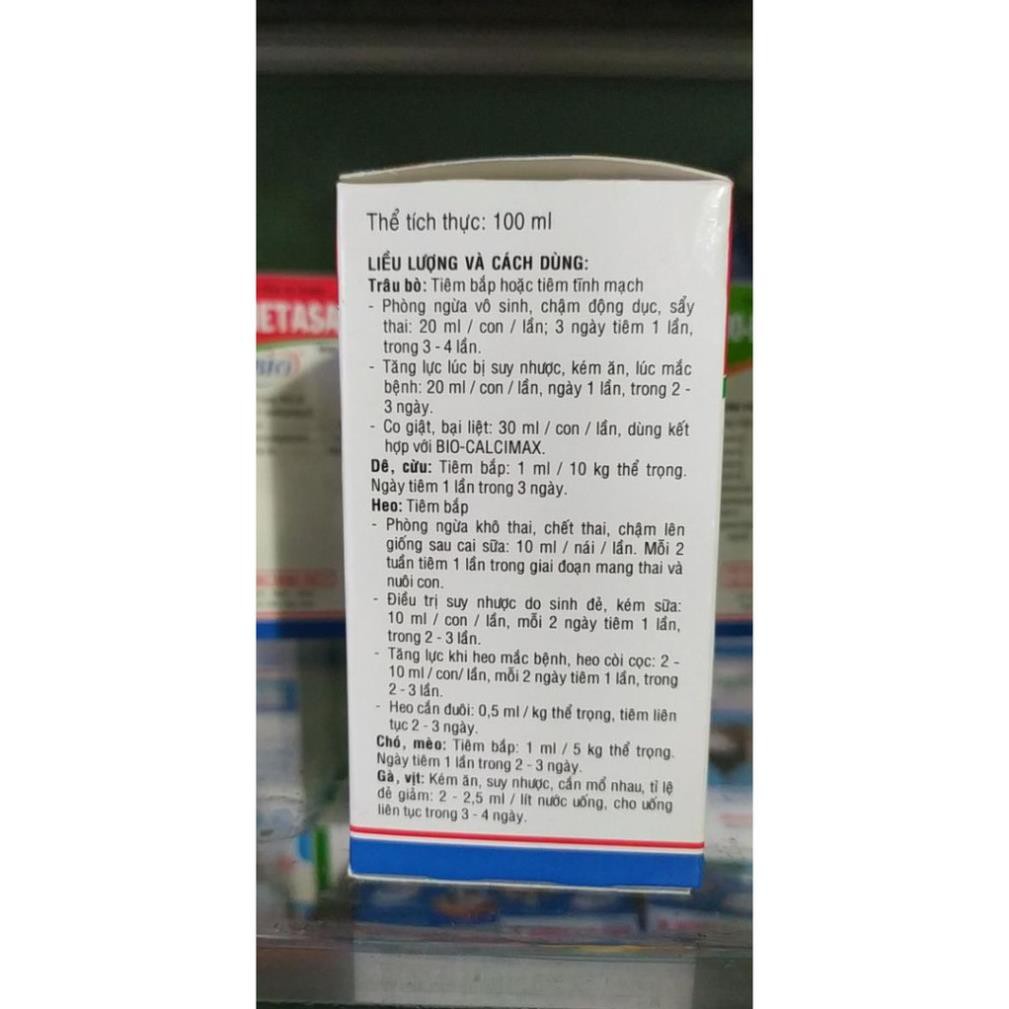 Thể tích thực: 100 ml
LIỀU LƯỢNG VÀ CÁCH DÙNG:
Trâu bò: Tiêm bắp hoặc tiêm tĩnh mạch
- Phòng ngừa vô sinh, chậm động dục, sẩy
thai: 20 ml / con / lần; 3 ngày tiêm 1 lần,
trong 3 - 4 lần.
- Tăng lực lúc bị suy nhược, kém ăn, lúc mắc
bệnh: 20 ml / con / lần, ngày 1 lần, trong 2 -
3 ngày.
- Co giật, bại liệt: 30 ml / con / lần, dùng kết
hợp với BIO-CALCIMAX.
Dê, cừu: Tiêm bắp: 1 ml / 10 kg thể trọng.
Ngày tiêm 1 lần trong 3 ngày.
Heo: Tiêm bắp
- Phòng ngừa khô thai, chết thai, chậm lên
giống sau cai sữa: 10 ml / nái / lần. Mỗi 2
tuần tiêm 1 lần trong giai đoạn mang thai và
nuôi con.
- Điều trị suy nhược do sinh đẻ, kém sữa:
10 ml / con / lần, mỗi 2 ngày tiêm 1 lần,
trong 2 - 3 lần.
- Tăng lực khi heo mắc bệnh, heo còi cọc: 2 -
10 ml / con/ lần, mỗi 2 ngày tiêm 1 lần, trong
2 - 3 lần.
- Heo cắn đuôi: 0,5 ml / kg thể trọng, tiêm liên
tục 2 - 3 ngày.
Chó, mèo: Tiêm bắp: 1 ml / 5 kg thể trọng.
Ngày tiêm 1 lần trong 2 - 3 ngày.
Gà, vịt: Kém ăn, suy nhược, cắn mổ nhau, tỉ lệ
đẻ giảm: 2 - 2,5 ml / lít nước uống, cho uống
liên tục trong 3 - 4 ngày.
ETASA